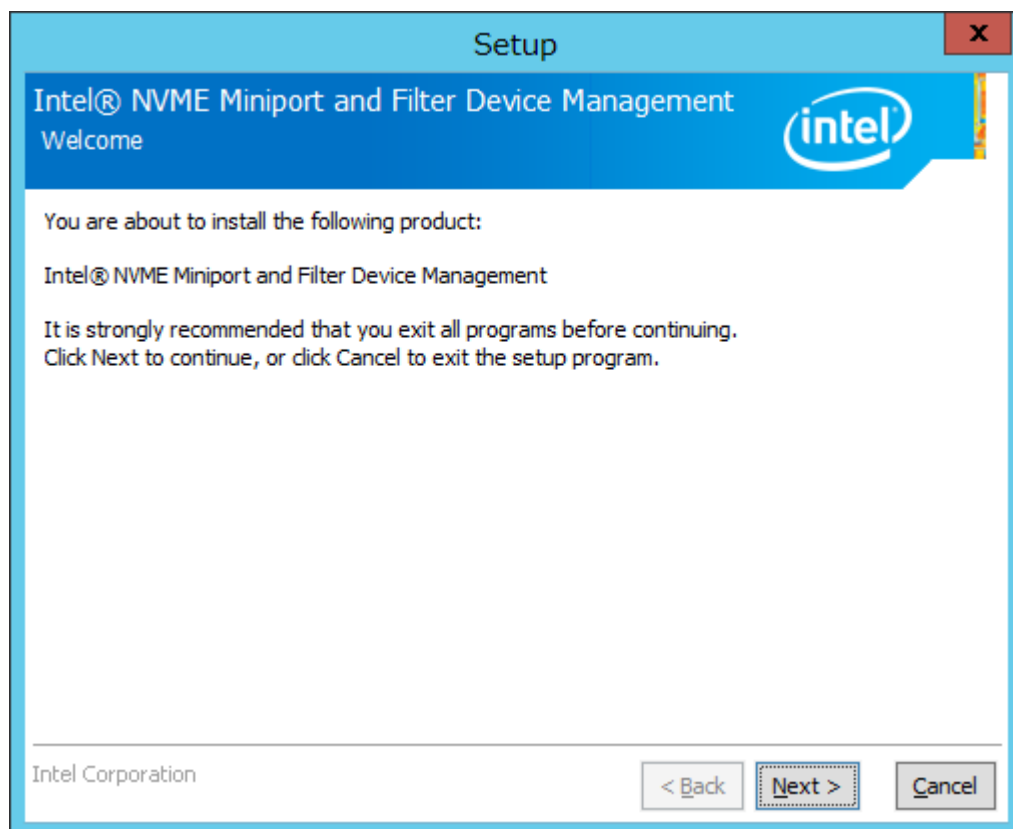 Setup
x
Intel® NVME Miniport and Filter Device Management
Welcome
intel
You are about to install the following product:
Intel® NVME Miniport and Filter Device Management
It is strongly recommended that you exit all programs before continuing.
Click Next to continue, or click Cancel to exit the setup program.
Intel Corporation
< Back
Next >
Cancel